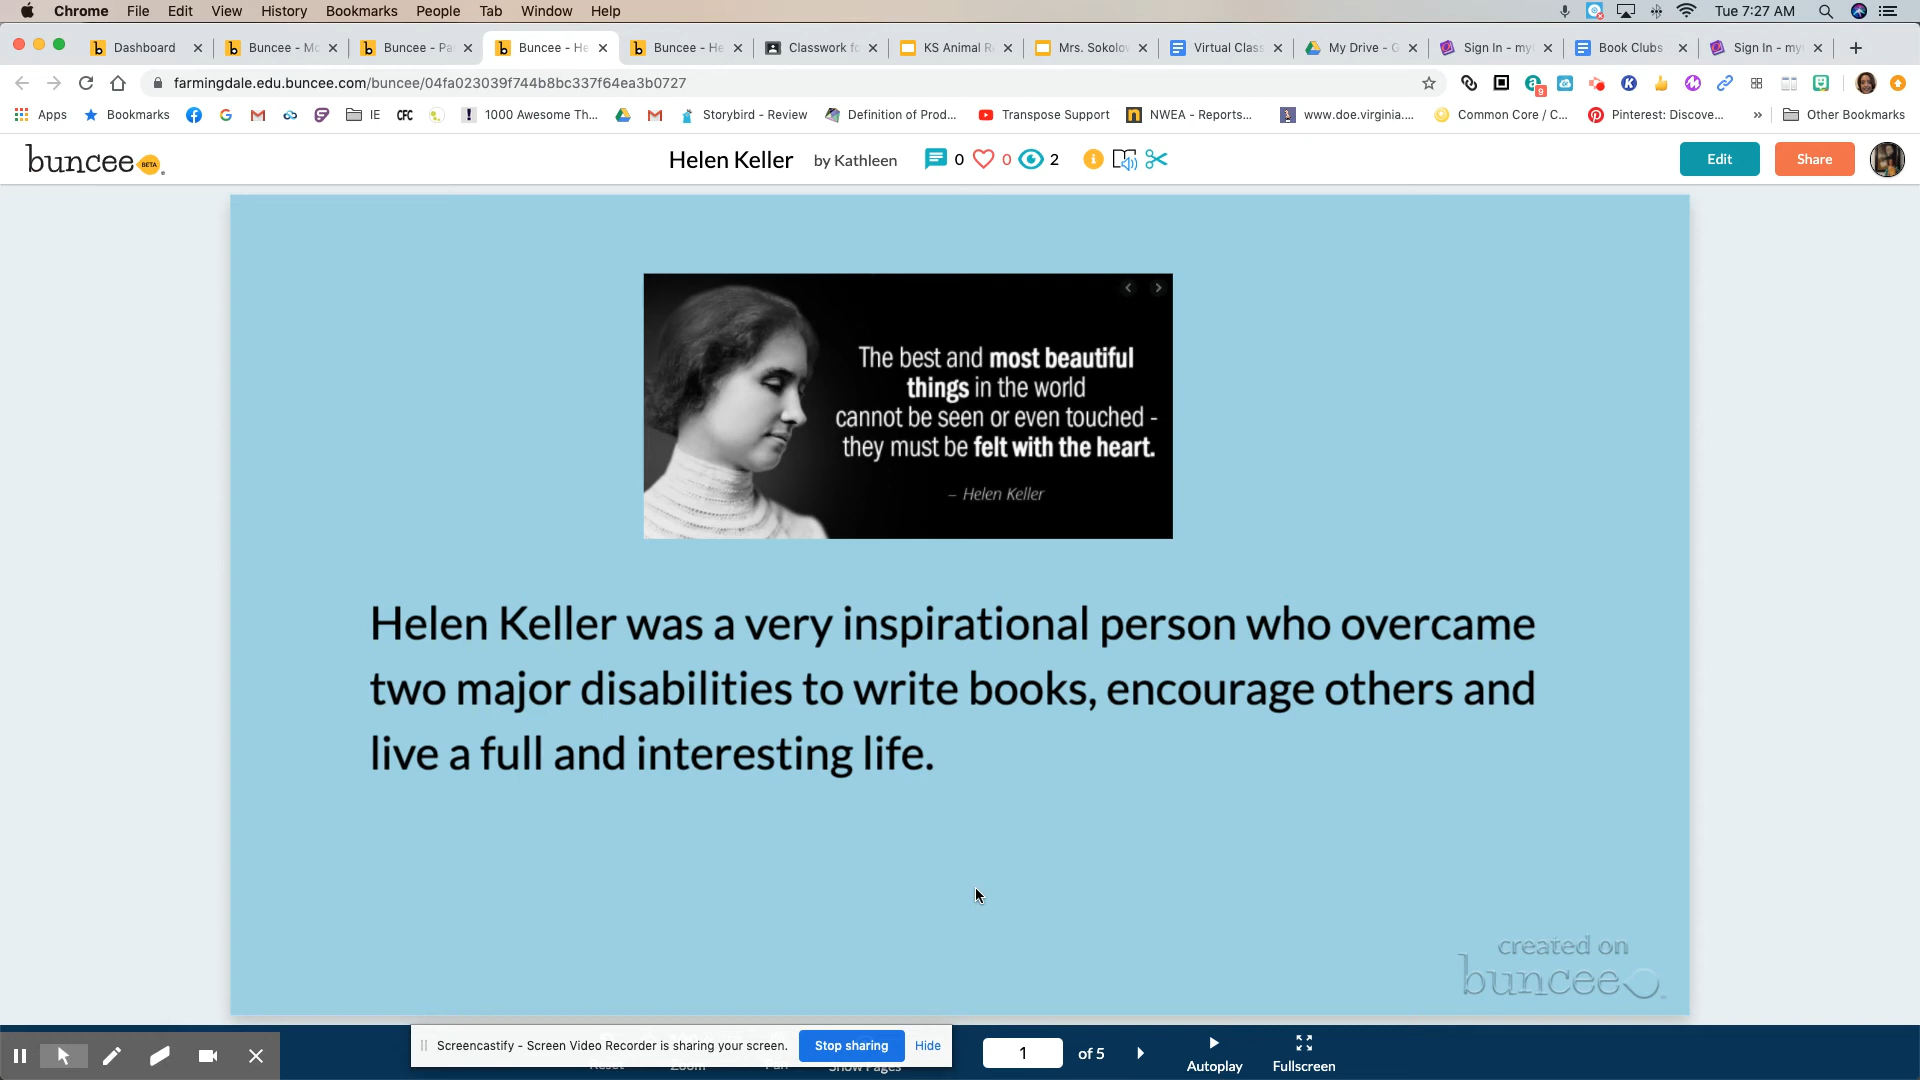 Chrome File Edit View History Bookmarks People Tab Window Help Tue 7:27 AM
Dashboard Buncee - Mo Buncee - Pa Buncee - He Buncee - He Classwork fo KS Animal R Mrs. Sokolov Virtual Class My Drive - G Sign In - my Book Clubs Sign In - my
farmingdale.edu.buncee.com/buncee/04fa023039f744b8bc337f64ea3b0727
9
Apps Bookmarks IE CFC 1000 Awesome Th... Storybird - Review Definition of Prod... Transpose Support NWEA - Reports... www.doe.virginia.... Common Core / C... Pinterest: Discove... » Other Bookmarks
buncee BETA Helen Keller by Kathleen 0 0 2 Edit Share
The best and most beautiful
things in the world
cannot be seen or even touched -
they must be felt with the heart.
– Helen Keller
Helen Keller was a very inspirational person who overcame
two major disabilities to write books, encourage others and
live a full and interesting life.
created on
buncee
Screencastify - Screen Video Recorder is sharing your screen. Stop sharing Hide
1 of 5
Reset Zoom Pan Show Pages Autoplay Fullscreen